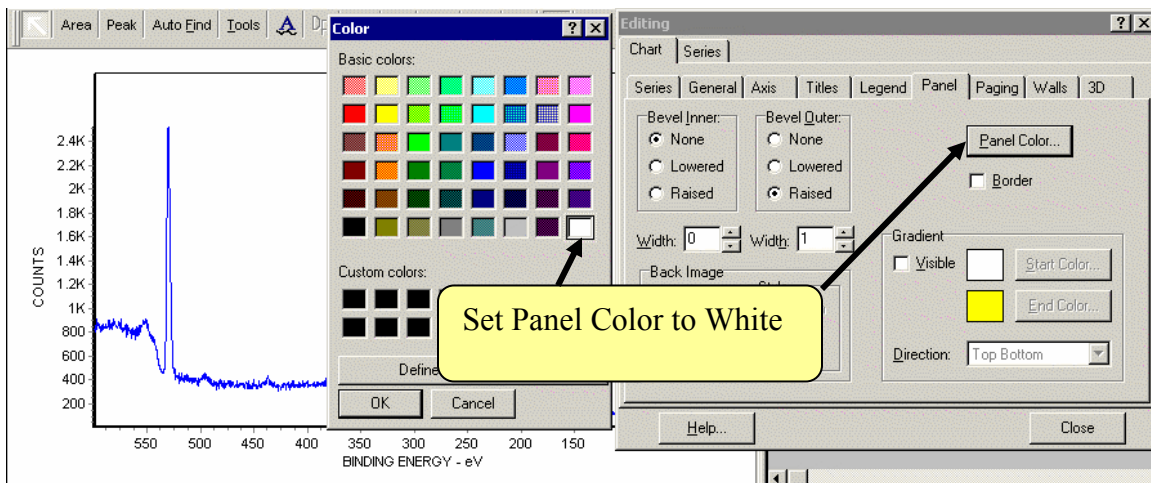 Area Peak Auto Find Tools A
Color
Basic colors:
Custom colors:
Define
OK Cancel
Editing
Chart Series
Series General Axis Titles Legend Panel Paging Walls 3D
Bevel Inner:
None
Lowered
Raised
Bevel Outer:
None
Lowered
Raised
Panel Color...
Border
Width: 0 Width: 1
Back Image
Gradient
Visible Start Color...
End Color...
Direction: Top Bottom
Help... Close
Set Panel Color to White
COUNTS
2.4K
2.2K
2K
1.8K
1.6K
1.4K
1.2K
1K
800
600
400
200
550 500 450 400 350 300 250 200 150
BINDING ENERGY - eV